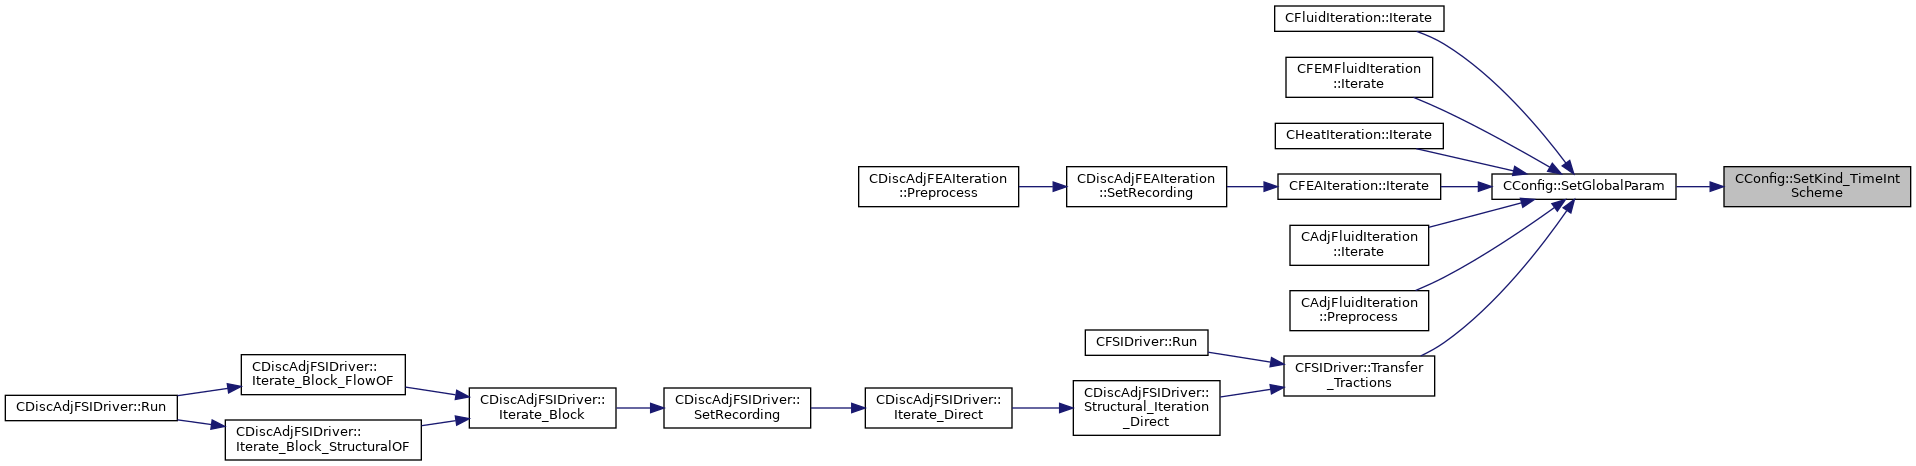 CFluidIteration::Iterate
CFEMFluidIteration
::Iterate
CHeatIteration::Iterate
CDiscAdjFEAIteration
::Preprocess
CDiscAdjFEAIteration
::SetRecording
CFEAIteration::Iterate
CConfig::SetGlobalParam
CConfig::SetKind_TimeInt
Scheme
CAdjFluidIteration
::Iterate
CAdjFluidIteration
::Preprocess
CFSIDriver::Run
CFSIDriver::Transfer
_Tractions
CDiscAdjFSIDriver::Run
CDiscAdjFSIDriver::
Iterate_Block_FlowOF
CDiscAdjFSIDriver::
Iterate_Block_StructuralOF
CDiscAdjFSIDriver::
Iterate_Block
CDiscAdjFSIDriver::
SetRecording
CDiscAdjFSIDriver::
Iterate_Direct
CDiscAdjFSIDriver::
Structural_Iteration
_Direct